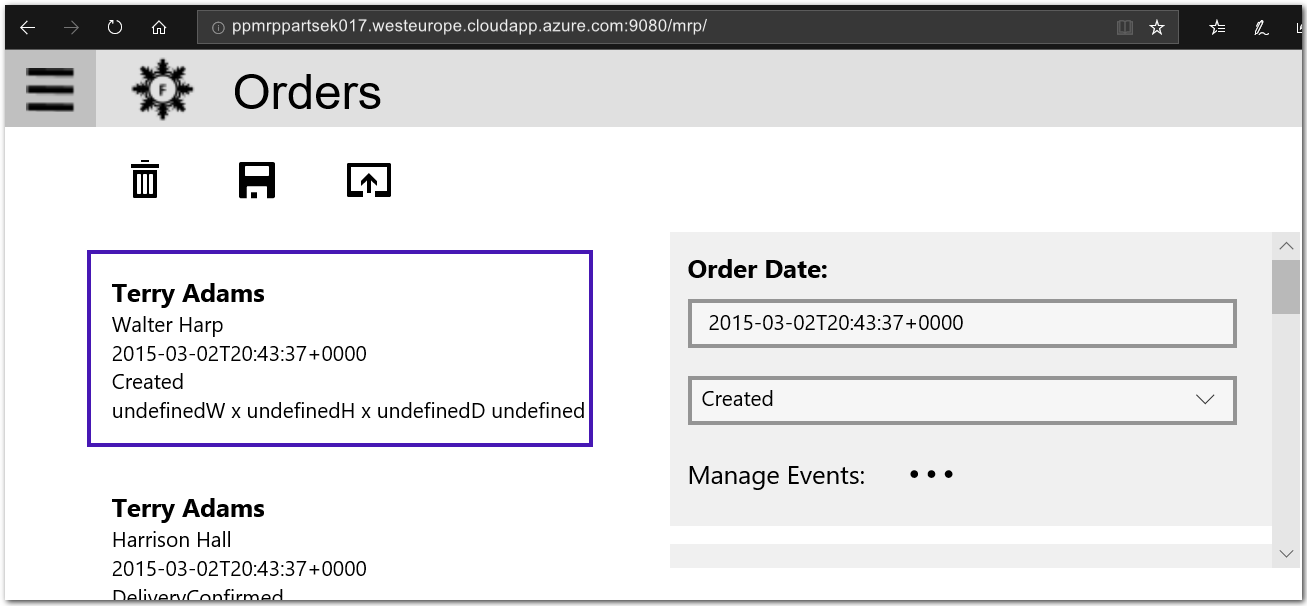 ppmrppartsek017.westeurope.cloudapp.azure.com:9080/mrp/
F
Orders
Terry Adams
Walter Harp
2015-03-02T20:43:37+0000
Created
undefinedW x undefinedH x undefinedD undefined
Terry Adams
Harrison Hall
2015-03-02T20:43:37+0000
DeliveryConfirmed
Order Date:
2015-03-02T20:43:37+0000
Created
Manage Events: